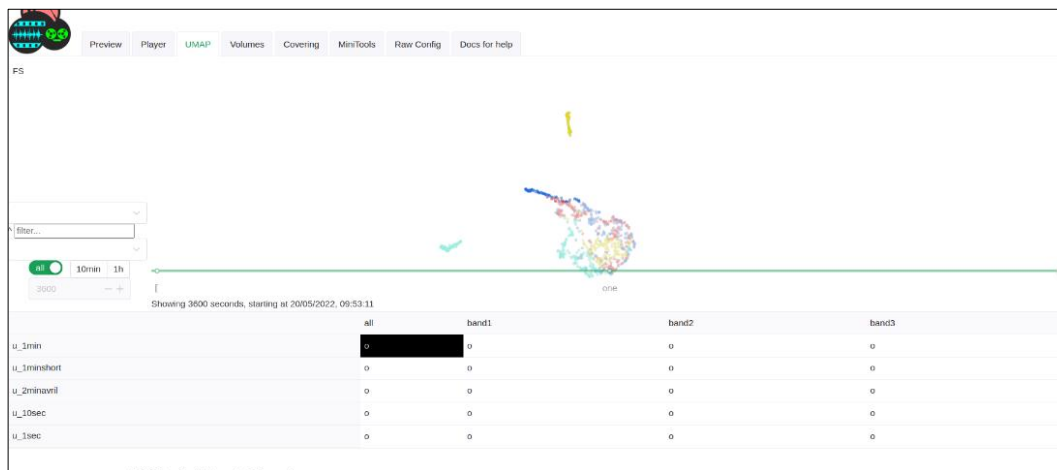 Preview Player UMAP Volumes Covering MiniTools Raw Config Docs for help
FS
^ filter...
all 10min 1h
3600 − +
[ one
Showing 3600 seconds, starting at 20/05/2022, 09:53:11
all band1 band2 band3
u_1min o o o o
u_1minshort o o o o
u_2minavril o o o o
u_10sec o o o o
u_1sec o o o o